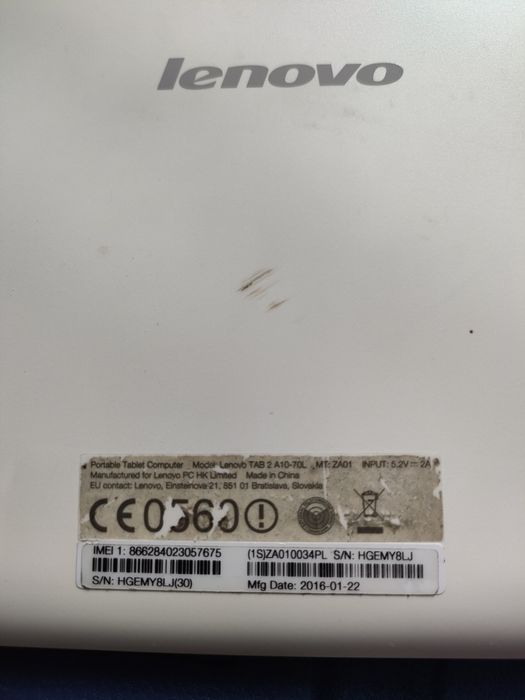 lenovo
Portable Tablet Computer Model: Lenovo TAB 2 A10-70L MT: ZA01 INPUT: 5.2V 2A
Manufactured for Lenovo PC HK Limited Made in China
EU contact: Lenovo, Einsteinova 21, 851 01 Bratislava, Slovakia
CE0560
IMEI 1: 866284023057675 (1S)ZA010034PL S/N: HGEMY8LJ
S/N: HGEMY8LJ(30) Mfg Date: 2016-01-22